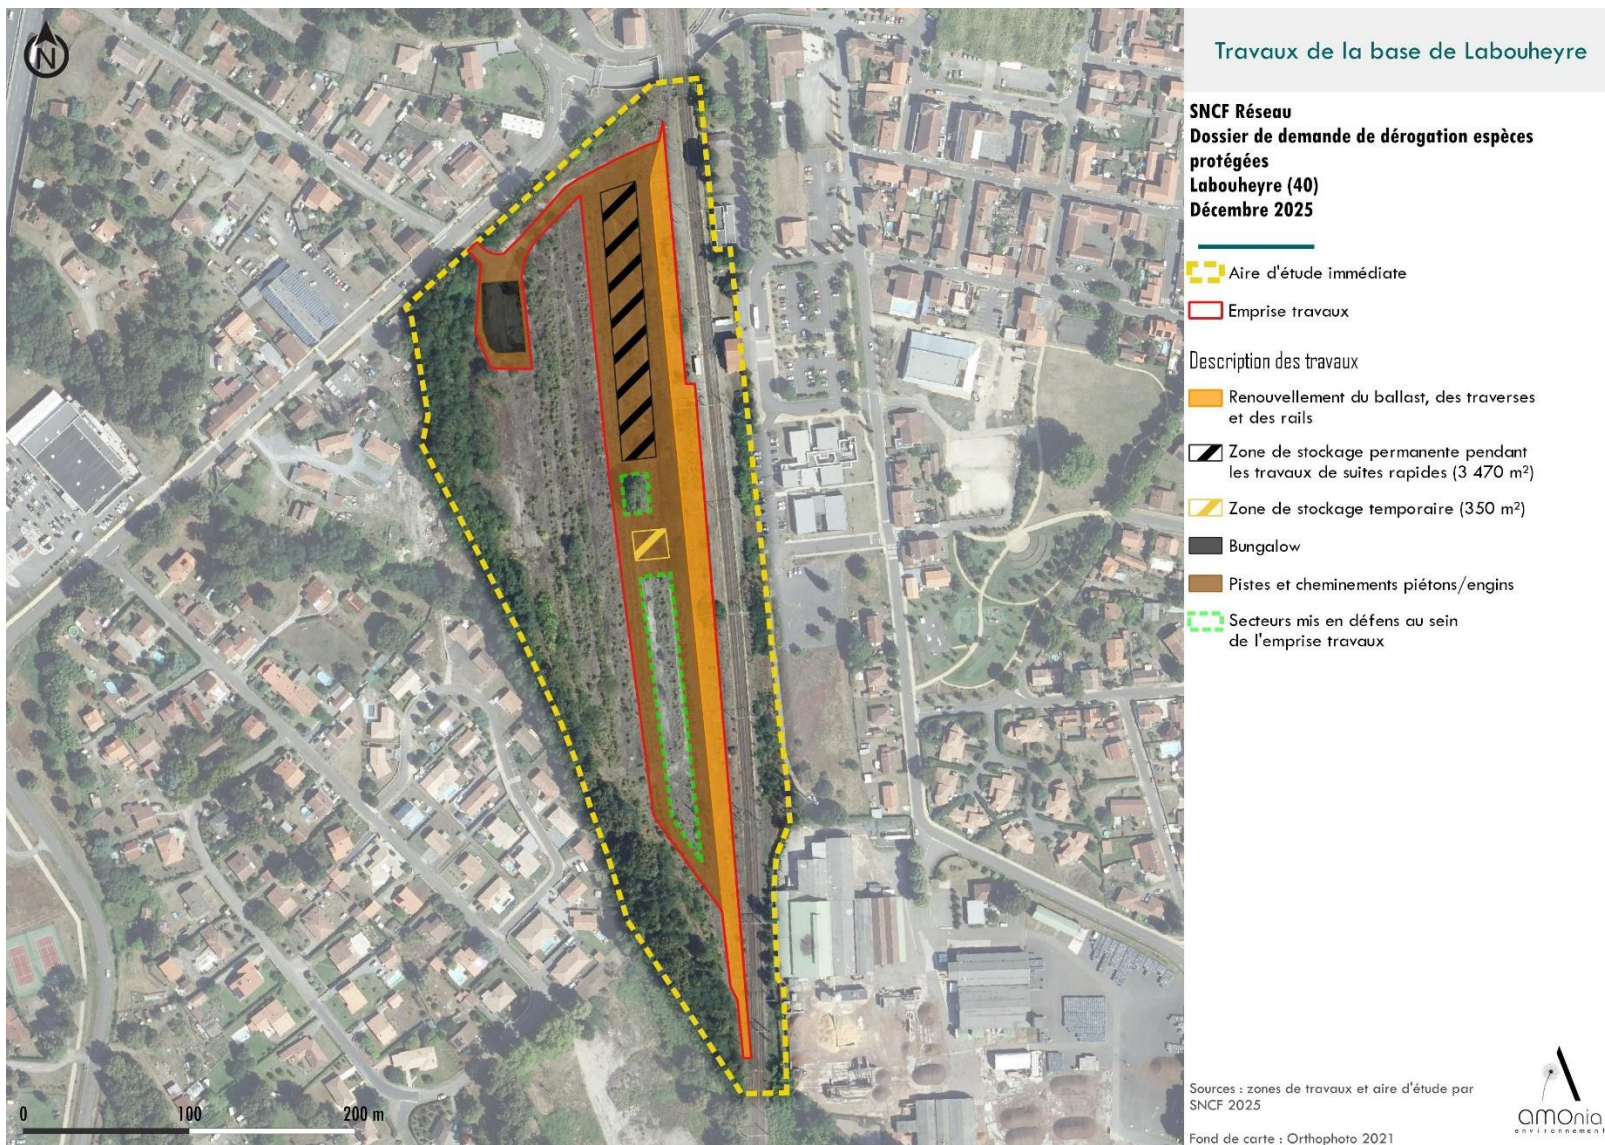 N
Travaux de la base de Labouheyre
SNCF Réseau
Dossier de demande de dérogation espèces
protégées
Labouheyre (40)
Décembre 2025
Aire d'étude immédiate
Emprise travaux
Description des travaux
Renouvellement du ballast, des traverses
et des rails
Zone de stockage permanente pendant
les travaux de suites rapides (3 470 m²)
Zone de stockage temporaire (350 m²)
Bungalow
Pistes et cheminements piétons/engins
Secteurs mis en défens au sein
de l'emprise travaux
0 100 200 m
Sources : zones de travaux et aire d'étude par
SNCF 2025
Fond de carte : Orthophoto 2021
amonia
environnement